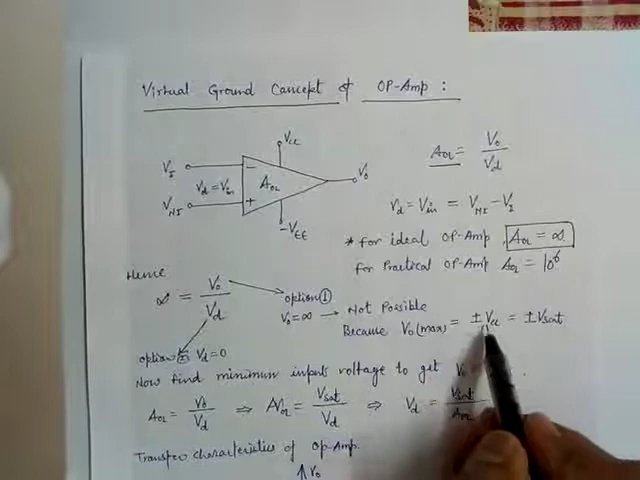 Virtual Ground Concept of OP-Amp :
VCC
VI
Vd = Vin
-
AOL
Vo
VNI
+
-VEE
AOL = Vo / Vd
Vd = Vin = VNI - VI
* for ideal OP-Amp, AOL = ∞
for Practical OP-Amp AOL = 10^6
Hence
∞ = Vo / Vd
option ①
Vo = ∞ → Not Possible
Because Vo(max) = ± VCC = ± Vsat
option ② Vd = 0
Now find minimum inputs voltage to get Vo
AOL = Vo / Vd ⇒ AOL = Vsat / Vd ⇒ Vd = Vsat / AOL
Transfer characteristics of Op-Amp
↑ Vo